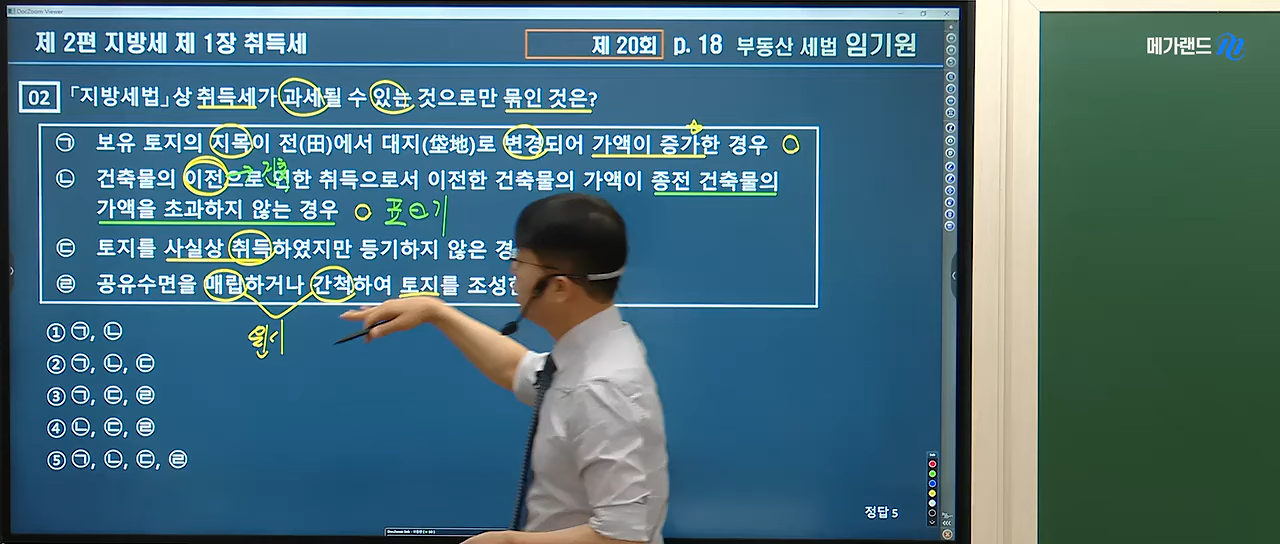 DocZoom Viewer
제 2편 지방세 제 1장 취득세
제 20회 p. 18 부동산 세법 임기원
메가랜드
02 「지방세법」상 취득세가 과세될 수 있는 것으로만 묶인 것은?
㉠ 보유 토지의 지목이 전(田)에서 대지(垈地)로 변경되어 가액이 증가한 경우 ○
㉡ 건축물의 이전으로 인한 취득으로서 이전한 건축물의 가액이 종전 건축물의
가액을 초과하지 않는 경우 ○
㉢ 토지를 사실상 취득하였지만 등기하지 않은 경
㉣ 공유수면을 매립하거나 간척하여 토지를 조성한
원시
① ㉠, ㉡
② ㉠, ㉡, ㉢
③ ㉠, ㉢, ㉣
④ ㉡, ㉢, ㉣
⑤ ㉠, ㉡, ㉢, ㉣
정답 5